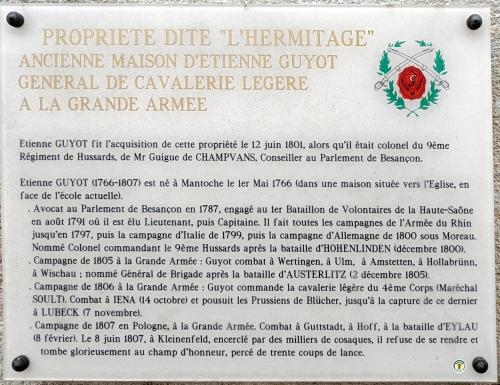 PROPRIETE DITE "L'HERMITAGE"
ANCIENNE MAISON D'ETIENNE GUYOT
GENERAL DE CAVALERIE LEGERE
A LA GRANDE ARMEE
Etienne GUYOT fit l'acquisition de cette propriété le 12 juin 1801, alors qu'il était colonel du 9ème
Régiment de Hussards, de Mr Guigue de CHAMPVANS, Conseiller au Parlement de Besançon.
Etienne GUYOT (1766-1807) est né à Mantoche le 1er Mai 1766 (dans une maison située vers l'Eglise, en
face de l'école actuelle).
. Avocat au Parlement de Besançon en 1787, engagé au 1er Bataillon de Volontaires de la Haute-Saône
en août 1791 où il est élu Lieutenant, puis Capitaine. Il fait toutes les campagnes de l'Armée du Rhin
jusqu'en 1797, puis la campagne d'Italie de 1799, puis la campagne d'Allemagne de 1800 sous Moreau.
Nommé Colonel commandant le 9ème Hussards après la bataille d'HOHENLINDEN (décembre 1800).
. Campagne de 1805 à la Grande Armée : Guyot combat à Wertingen, à Ulm, à Amstetten, à Hollabrünn,
à Wischau ; nommé Général de Brigade après la bataille d'AUSTERLITZ (2 décembre 1805).
. Campagne de 1806 à la Grande Armée : Guyot commande la cavalerie légère du 4ème Corps (Maréchal
SOULT). Combat à IENA (14 octobre) et pousuit les Prussiens de Blücher, jusqu'à la capture de ce dernier
à LUBECK (7 novembre).
. Campagne de 1807 en Pologne, à la Grande Armée. Combat à Guttstadt, à Hoff, à la bataille d'EYLAU
(8 février). Le 8 juin 1807, à Kleinenfeld, encerclé par des milliers de cosaques, il refuse de se rendre et
tombe glorieusement au champ d'honneur, percé de trente coups de lance.